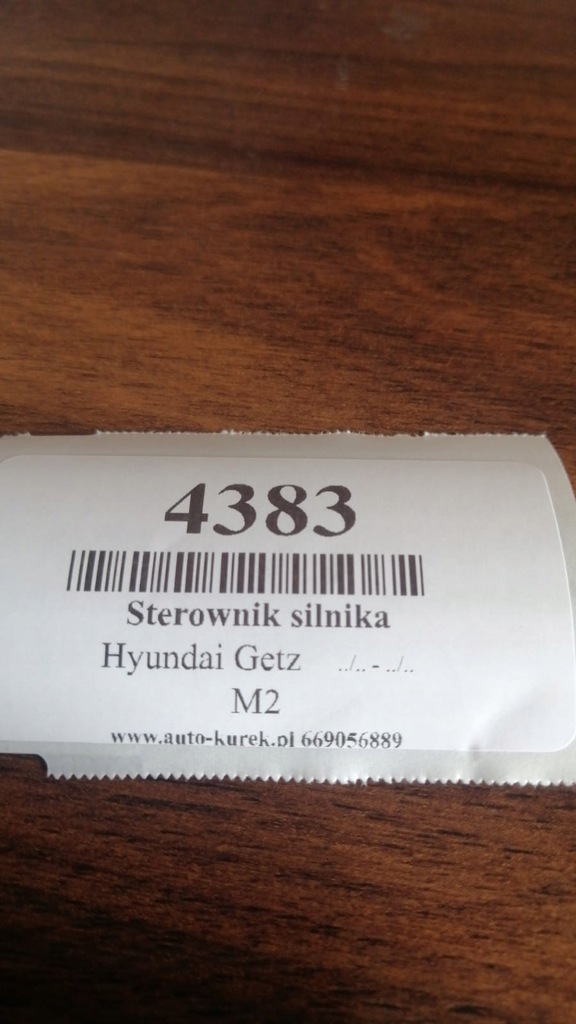 4383
Sterownik silnika
Hyundai Getz ../.. - ../..
M2
www.auto-kurek.pl 669056889